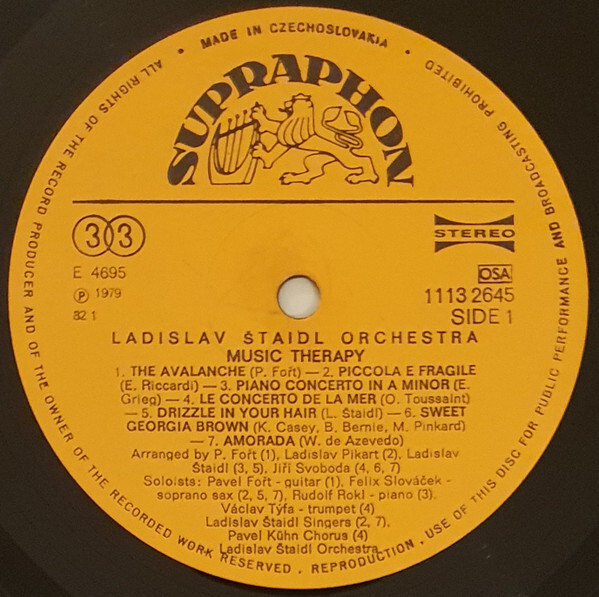 ALL RIGHTS OF THE RECORD PRODUCER AND OF THE OWNER OF THE RECORDED WORK RESERVED. REPRODUCTION, USE OF THIS DISC FOR PUBLIC PERFORMANCE AND BROADCASTING PROHIBITED
• MADE IN CZECHOSLOVAKIA •
SUPRAPHON
33
STEREO
E 4695
Ⓟ 1979
82 1
OSA
1113 2645
SIDE 1
LADISLAV ŠTAIDL ORCHESTRA
MUSIC THERAPY
1. THE AVALANCHE (P. Fořt) — 2. PICCOLA E FRAGILE
(E. Riccardi) — 3. PIANO CONCERTO IN A MINOR (E.
Grieg) — 4. LE CONCERTO DE LA MER (O. Toussaint)
— 5. DRIZZLE IN YOUR HAIR (L. Štaidl) — 6. SWEET
GEORGIA BROWN (K. Casey, B. Bernie, M. Pinkard)
— 7. AMORADA (W. de Azevedo)
Arranged by P. Fořt (1), Ladislav Pikart (2), Ladislav
Štaidl (3, 5), Jiří Svoboda (4, 6, 7)
Soloists: Pavel Fořt - guitar (1), Felix Slováček -
soprano sax (2, 5, 7), Rudolf Rokl - piano (3),
Václav Týfa - trumpet (4)
Ladislav Štaidl Singers (2, 7),
Pavel Kühn Chorus (4)
Ladislav Štaidl Orchestra